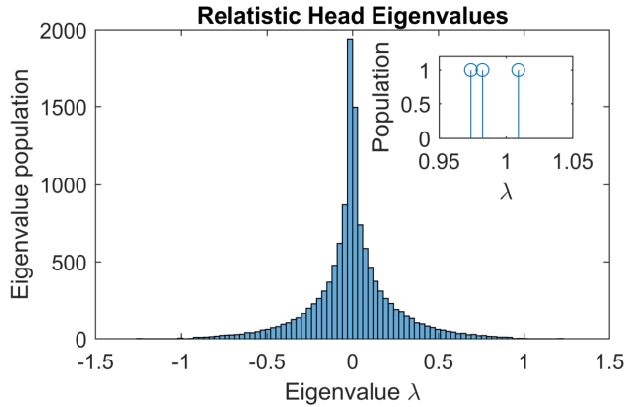 Relatistic Head Eigenvalues
2000
1500
1000
500
0
Eigenvalue population
-1.5 -1 -0.5 0 0.5 1 1.5
Eigenvalue λ
1
0.5
0
Population
0.95 1 1.05
λ